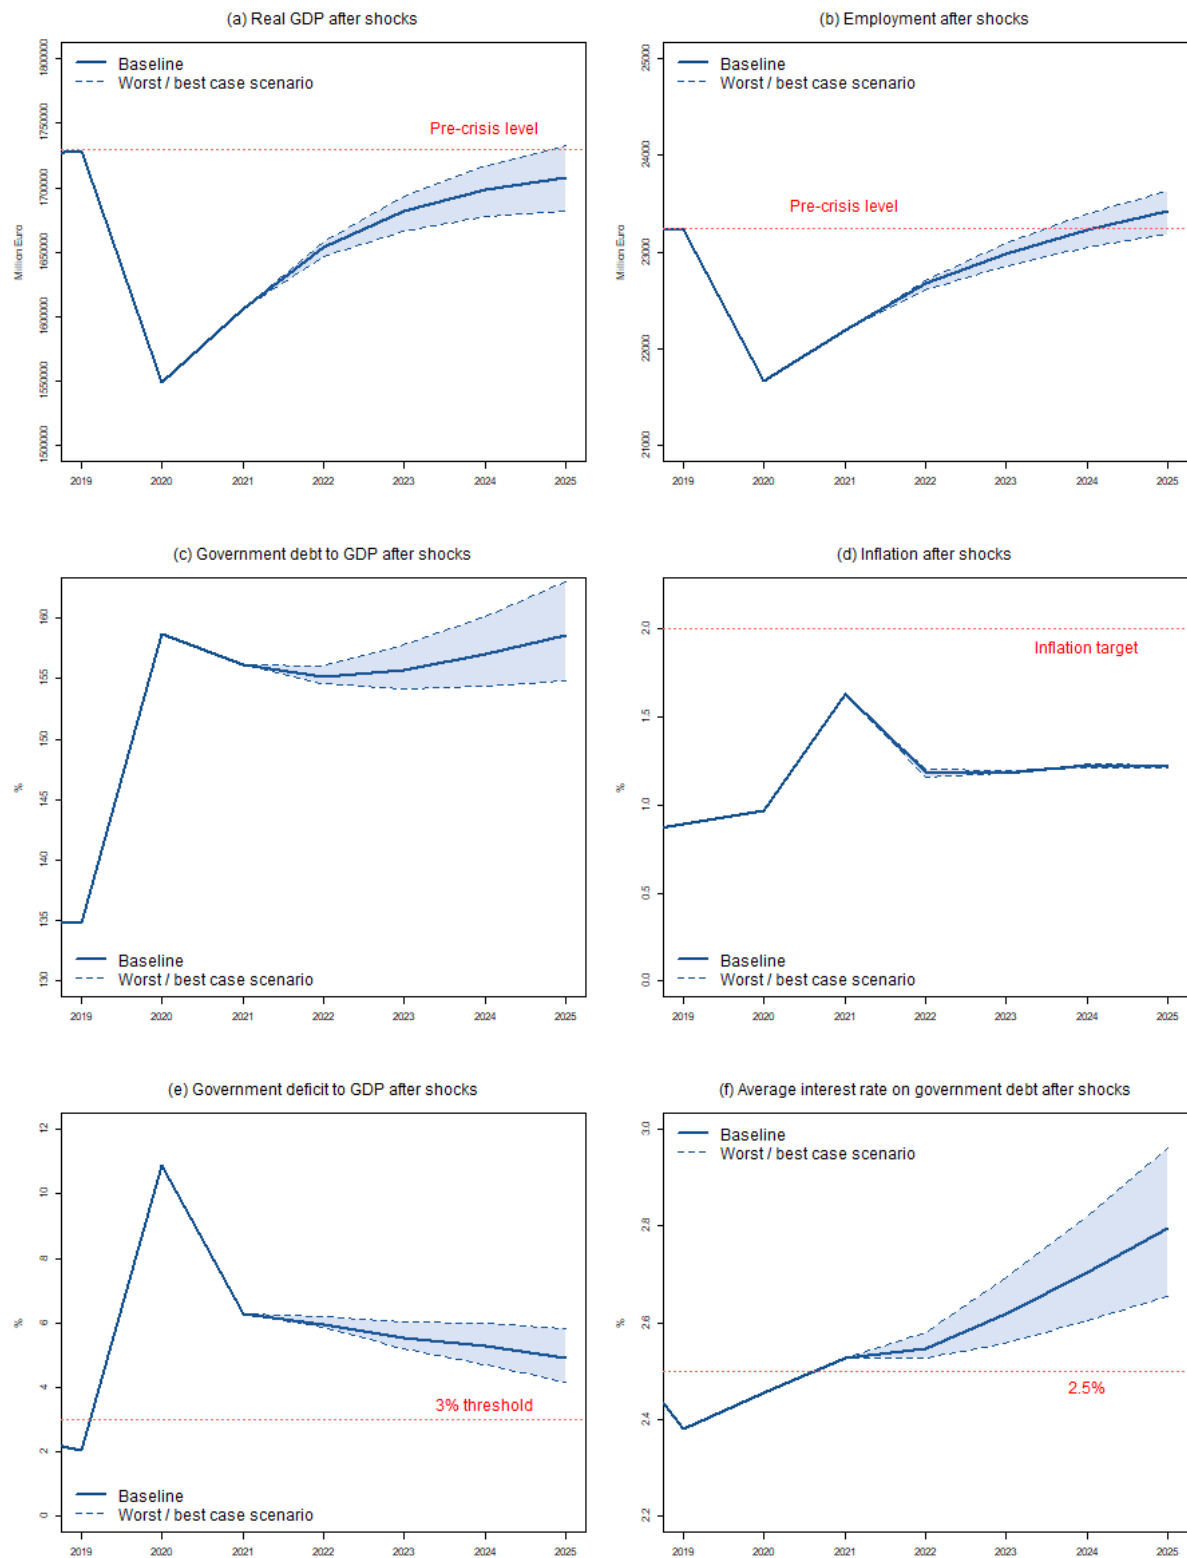 (a) Real GDP after shocks
Baseline
Worst / best case scenario
Pre-crisis level
Million Euro
1800000
1750000
1700000
1650000
1600000
1550000
1500000
2019 2020 2021 2022 2023 2024 2025
(b) Employment after shocks
Baseline
Worst / best case scenario
Pre-crisis level
Million Euro
25000
24000
23000
22000
21000
2019 2020 2021 2022 2023 2024 2025
(c) Government debt to GDP after shocks
%
160
155
150
145
140
135
130
Baseline
Worst / best case scenario
2019 2020 2021 2022 2023 2024 2025
(d) Inflation after shocks
Inflation target
%
2.0
1.5
1.0
0.5
0.0
Baseline
Worst / best case scenario
2019 2020 2021 2022 2023 2024 2025
(e) Government deficit to GDP after shocks
%
12
10
8
6
4
2
0
3% threshold
Baseline
Worst / best case scenario
2019 2020 2021 2022 2023 2024 2025
(f) Average interest rate on government debt after shocks
Baseline
Worst / best case scenario
%
3.0
2.8
2.6
2.4
2.2
2.5%
2019 2020 2021 2022 2023 2024 2025